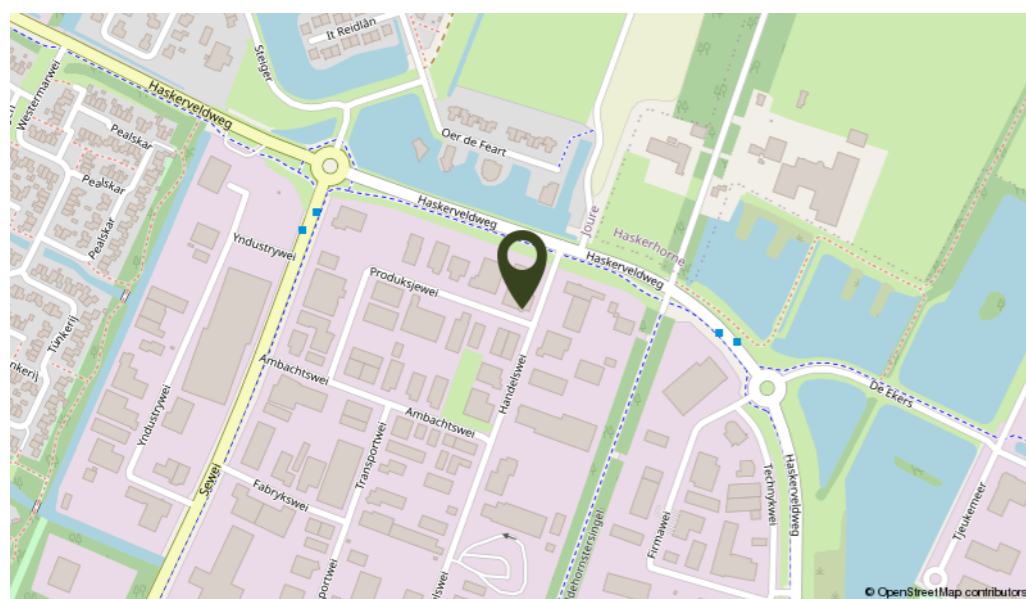 It Reidlân
Steiger
Westermarwei
Haskerveldweg
Pealskar
Oer de Feart
Pealskar
Haskerveldweg
Joure
Haskerhorne
Pealskar
Yndustrywei
Haskerveldweg
Produksjewei
Túnkerij
Ambachtswei
Handelswei
De Ekers
Yndustrywei
Ambachtswei
Transportwei
Sewei
Fabrykswei
Technykwei
Haskerveldweg
Firmawei
Tjeukemeer
© OpenStreetMap contributors